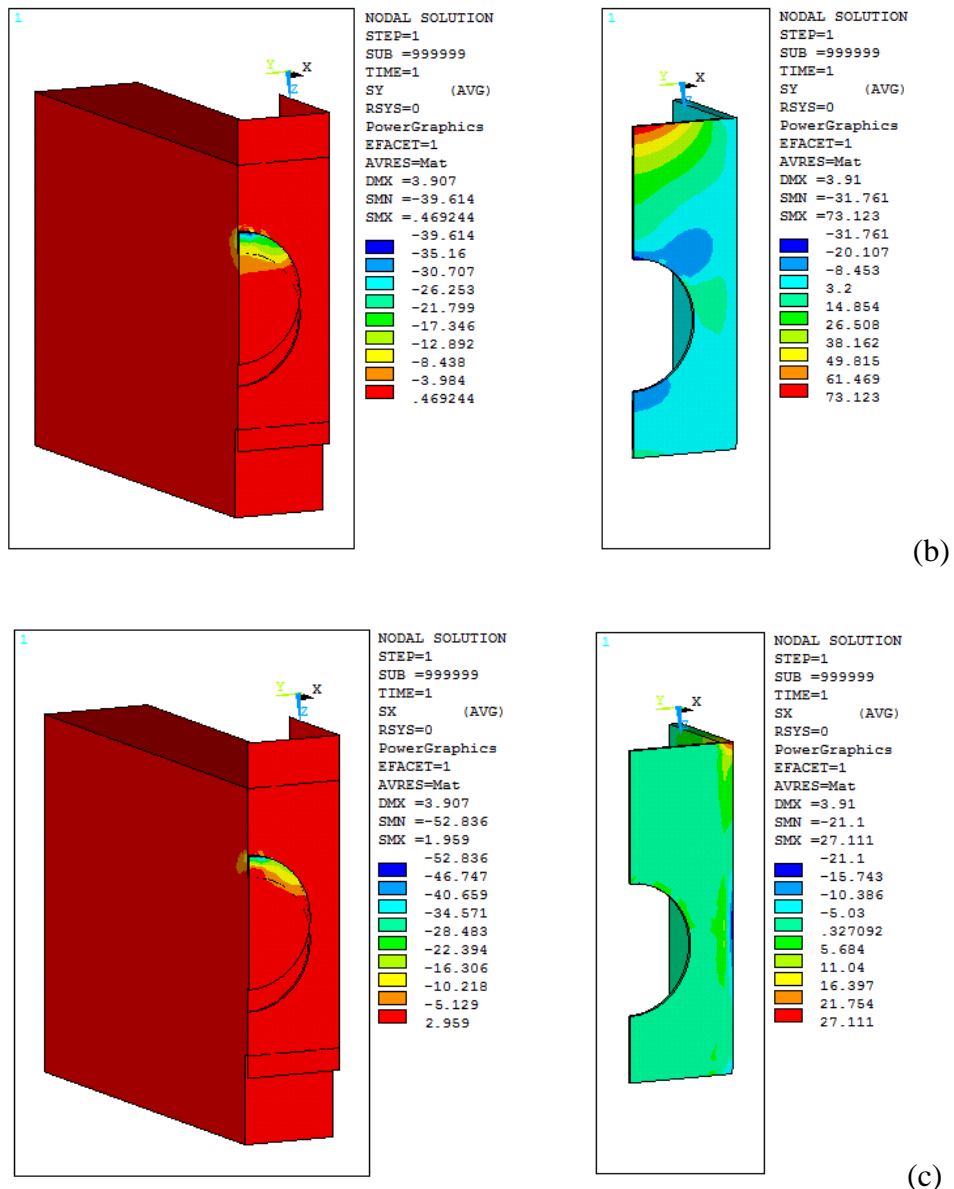 1
Y X
Z
NODAL SOLUTION
STEP=1
SUB =999999
TIME=1
SY (AVG)
RSYS=0
PowerGraphics
EFACET=1
AVRES=Mat
DMX =3.907
SMN =-39.614
SMX =.469244
-39.614
-35.16
-30.707
-26.253
-21.799
-17.346
-12.892
-8.438
-3.984
.469244
1
Y X
Z
NODAL SOLUTION
STEP=1
SUB =999999
TIME=1
SY (AVG)
RSYS=0
PowerGraphics
EFACET=1
AVRES=Mat
DMX =3.91
SMN =-31.761
SMX =73.123
-31.761
-20.107
-8.453
3.2
14.854
26.508
38.162
49.815
61.469
73.123
(b)
1
Y X
Z
NODAL SOLUTION
STEP=1
SUB =999999
TIME=1
SX (AVG)
RSYS=0
PowerGraphics
EFACET=1
AVRES=Mat
DMX =3.907
SMN =-52.836
SMX =1.959
-52.836
-46.747
-40.659
-34.571
-28.483
-22.394
-16.306
-10.218
-5.129
2.959
1
Y X
Z
NODAL SOLUTION
STEP=1
SUB =999999
TIME=1
SX (AVG)
RSYS=0
PowerGraphics
EFACET=1
AVRES=Mat
DMX =3.91
SMN =-21.1
SMX =27.111
-21.1
-15.743
-10.386
-5.03
.327092
5.684
11.04
16.397
21.754
27.111
(c)